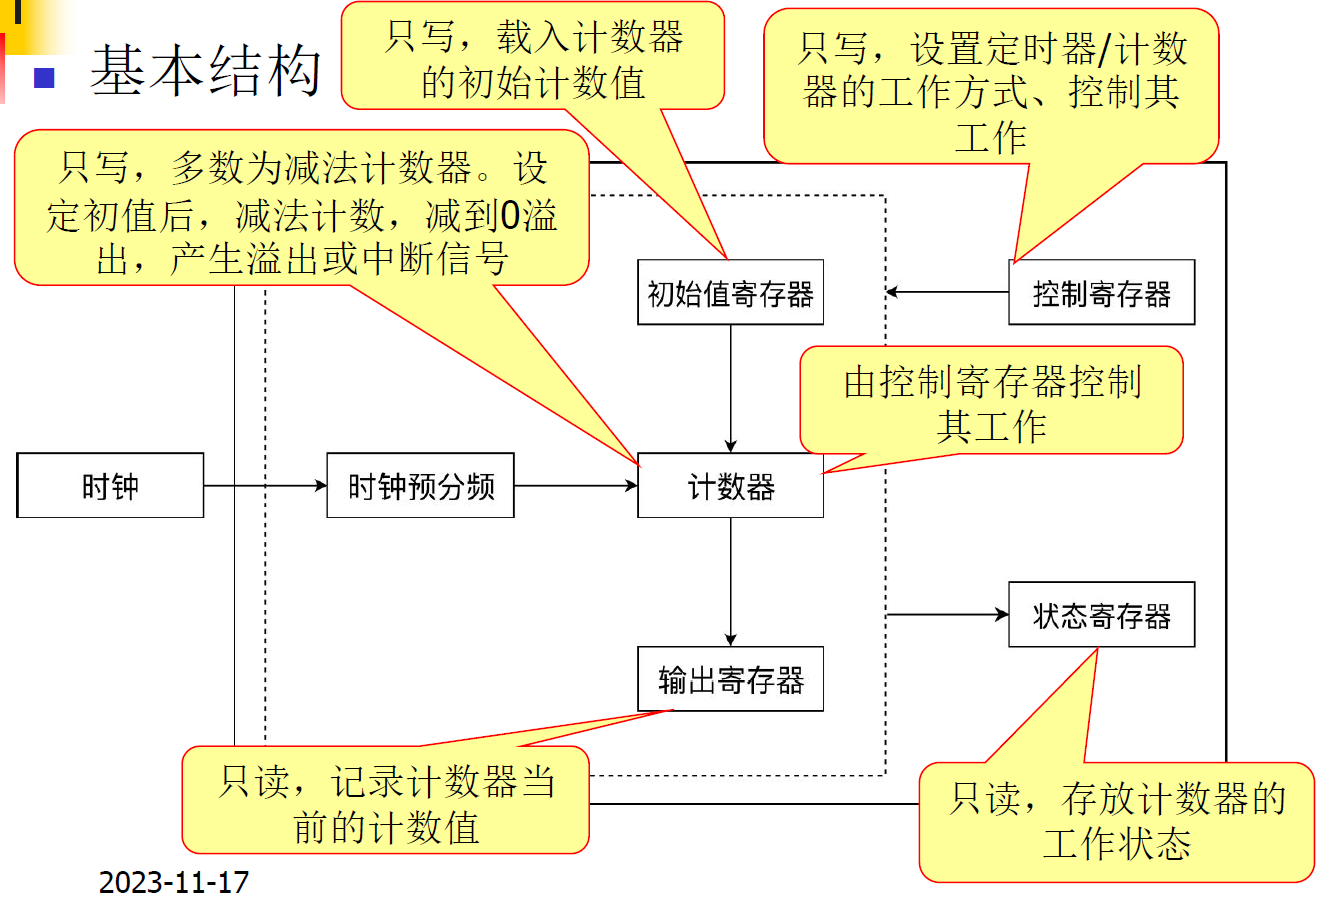 基本结构
只写，载入计数器
的初始计数值
只写，设置定时器/计数
器的工作方式、控制其
工作
只写，多数为减法计数器。设
定初值后，减法计数，减到0溢
出，产生溢出或中断信号
初始值寄存器
控制寄存器
由控制寄存器控制
其工作
时钟
时钟预分频
计数器
状态寄存器
输出寄存器
只读，记录计数器当
前的计数值
只读，存放计数器的
工作状态
2023-11-17